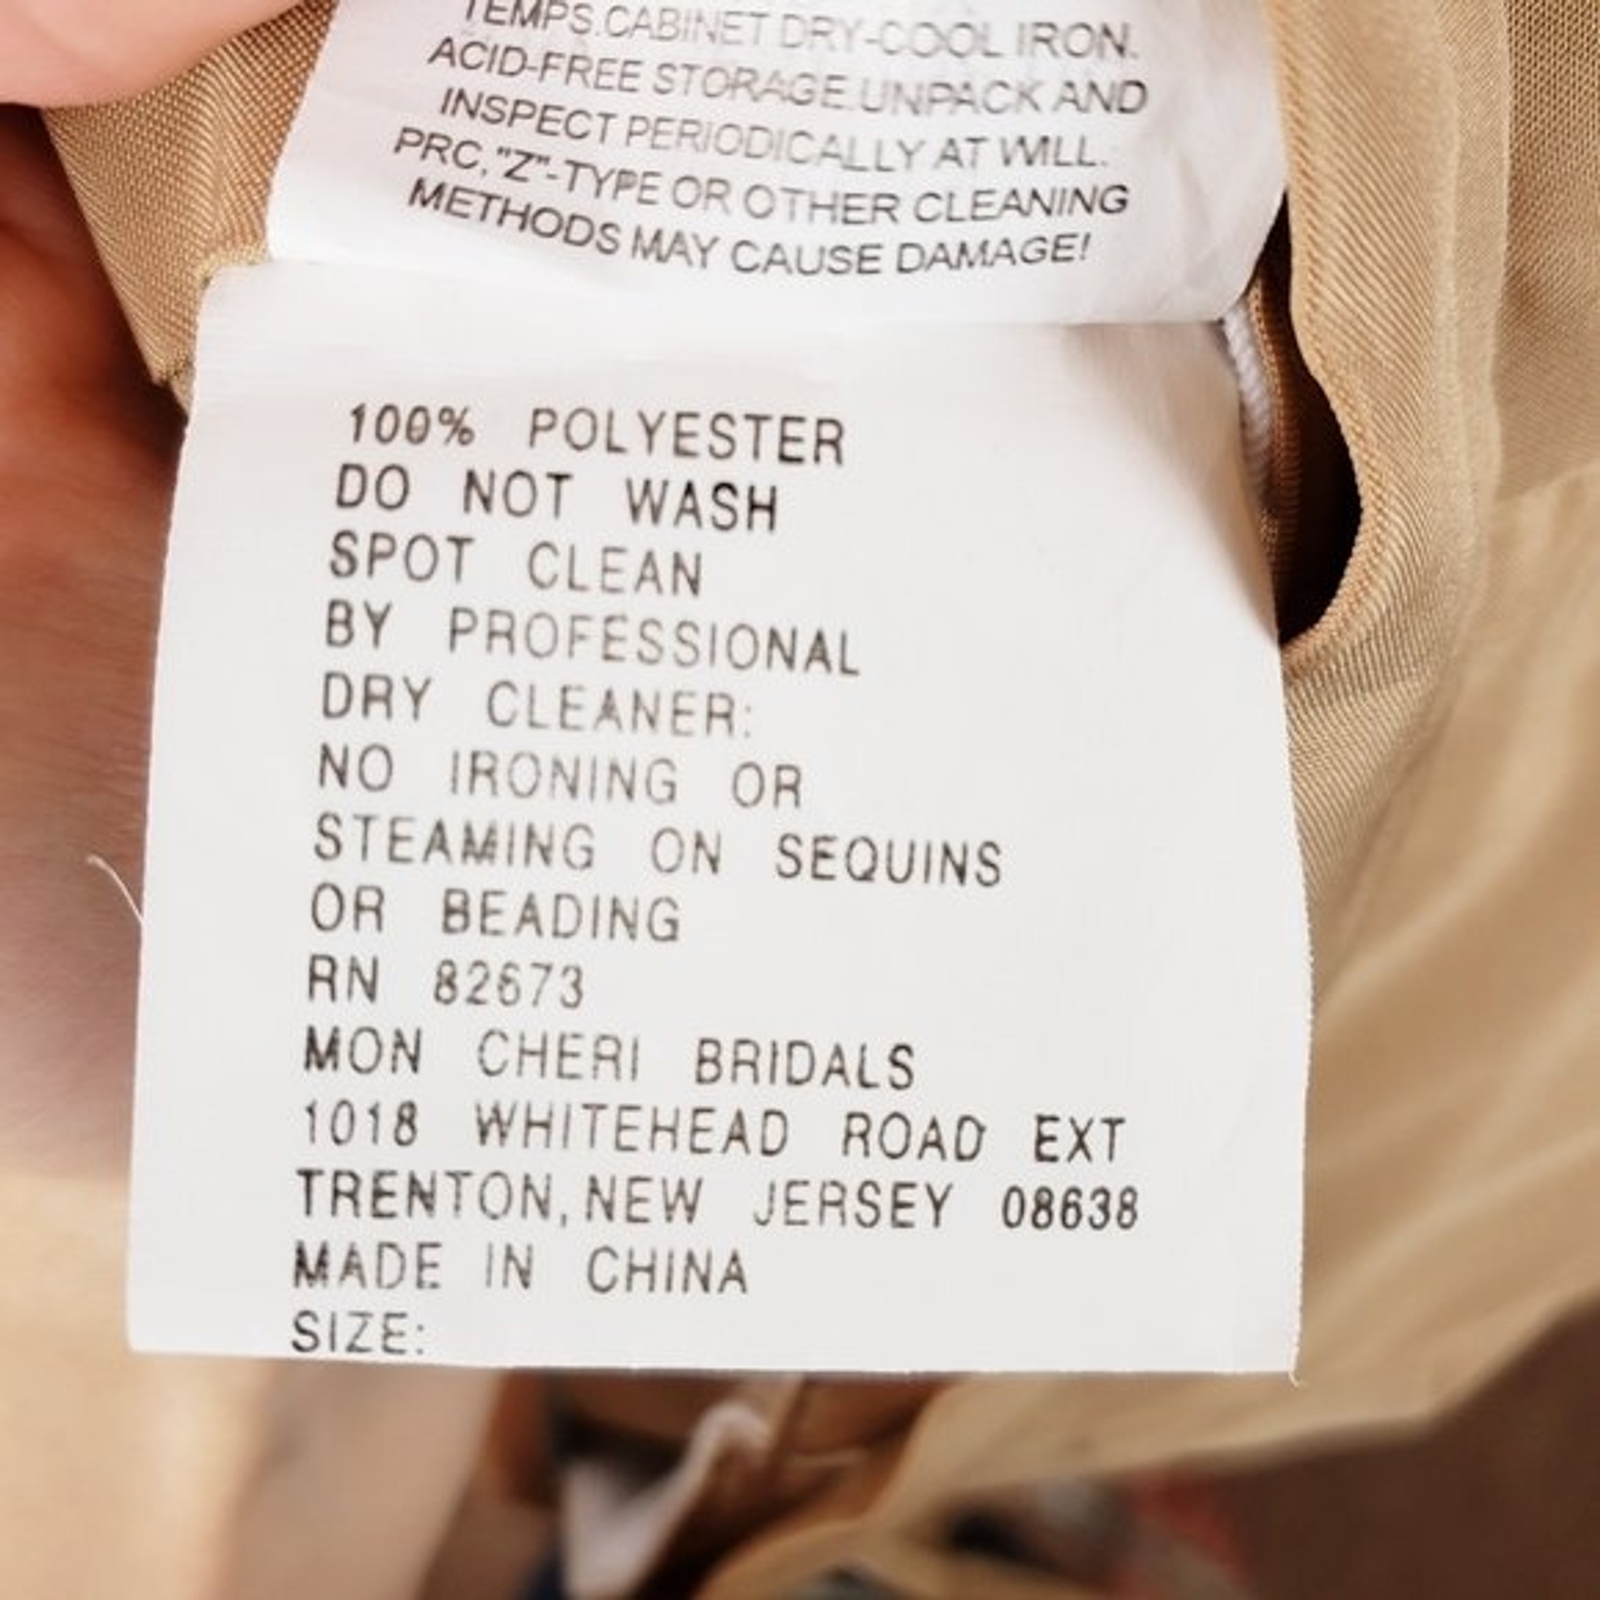 TEMPS.CABINET DRY-COOL IRON.
ACID-FREE STORAGE.UNPACK AND
INSPECT PERIODICALLY AT WILL.
PRC,"Z"-TYPE OR OTHER CLEANING
METHODS MAY CAUSE DAMAGE!
100% POLYESTER
DO NOT WASH
SPOT CLEAN
BY PROFESSIONAL
DRY CLEANER:
NO IRONING OR
STEAMING ON SEQUINS
OR BEADING
RN 82673
MON CHERI BRIDALS
1018 WHITEHEAD ROAD EXT
TRENTON,NEW JERSEY 08638
MADE IN CHINA
SIZE: